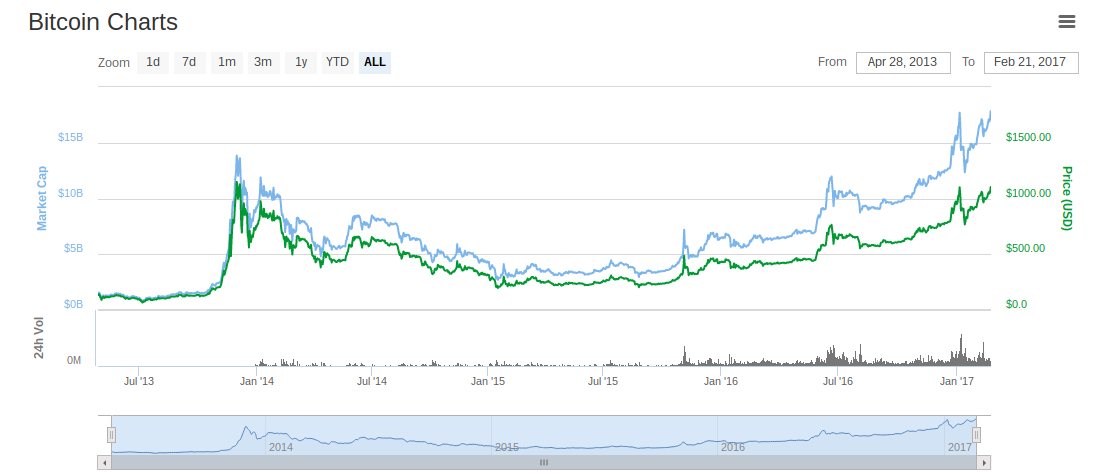 Bitcoin Charts
Zoom 1d 7d 1m 3m 1y YTD ALL From Apr 28, 2013 To Feb 21, 2017
Market Cap
$15B
$10B
$5B
$0B
Price (USD)
$1500.00
$1000.00
$500.00
$0.0
24h Vol
0M
Jul '13 Jan '14 Jul '14 Jan '15 Jul '15 Jan '16 Jul '16 Jan '17
2014 2015 2016 2017